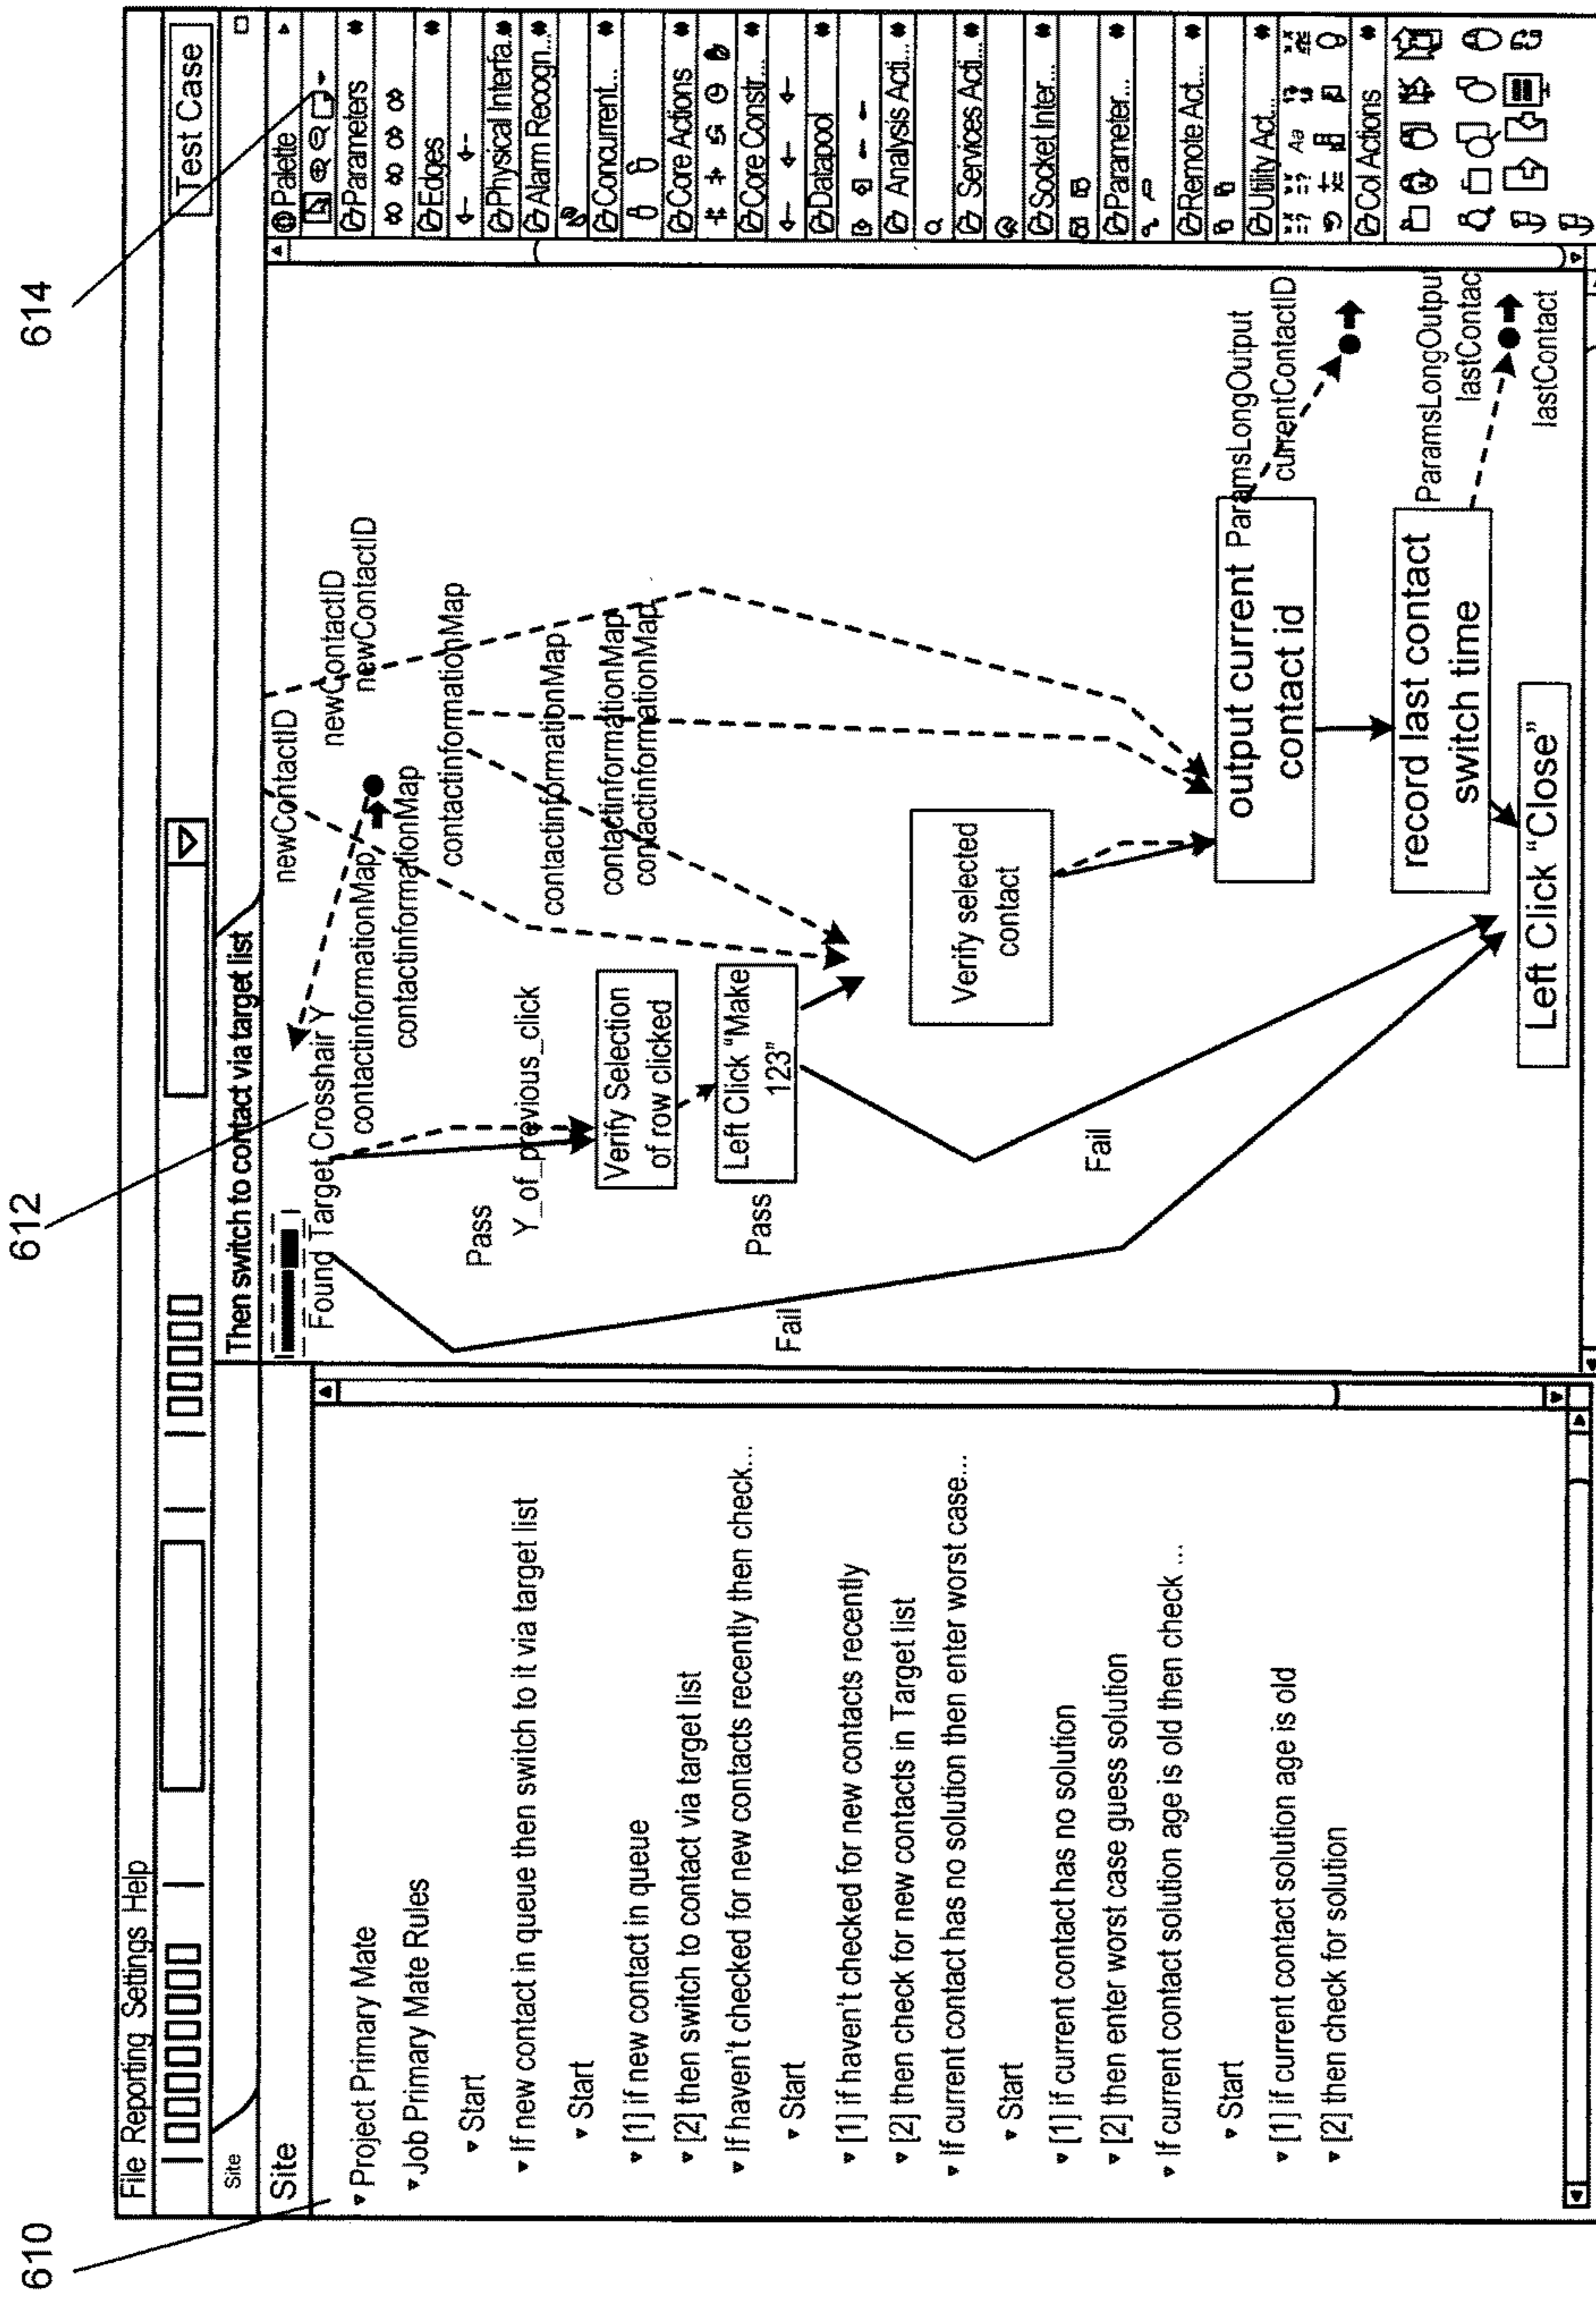 610
612
614
File Reporting Settings Help
Test Case
Site
Site
Project Primary Mate
Job Primary Mate Rules
Start
If new contact in queue then switch to it via target list
Start
[1] if new contact in queue
[2] then switch to contact via target list
If haven't checked for new contacts recently then check...
Start
[1] if haven't checked for new contacts recently
[2] then check for new contacts in Target list
If current contact has no solution then enter worst case...
Start
[1] if current contact has no solution
[2] then enter worst case guess solution
If current contact solution age is old then check ...
Start
[1] if current contact solution age is old
[2] then check for solution
Then switch to contact via target list
Found Target Crosshair Y
newContactID
contactinformationMap
newContactID
newContactID
contactinformationMap
contactinformationMap
Pass
Y_of_previous_click
contactinformationMap
Verify Selection
of row clicked
contactinformationMap
contactinformationMap
Pass
Left Click "Make
123"
Fail
Verify selected
contact
Fail
output current
contact id
ParamsLongOutput
currentContactID
record last contact
switch time
ParamsLongOutpu
lastContac
lastContact
Left Click "Close"
Palette
Parameters
Edges
Physical Interfa..
Alarm Recogn...
Concurrent...
Core Actions
Core Constr...
Datapool
Analysis Acti...
Services Acti...
Socket Inter...
Parameter...
Remote Act...
Utility Act...
Aa
Col Actions